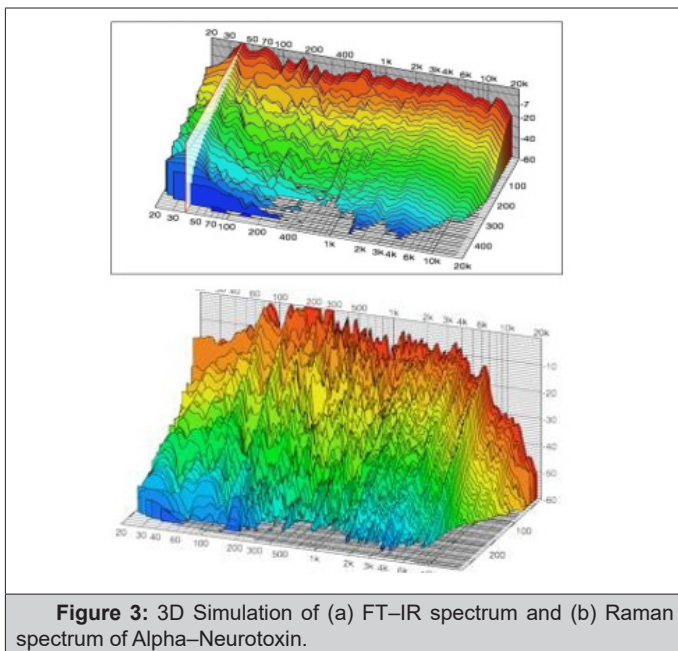 20 30 50 70 100 200 400 1k 2k 3k 4k 6k 10k 20k
-7
-20
-40
-60
100
200
300
400
20 30 50 70 100 200 400 1k 2k 3k 4k 6k 10k 20k
40 60 100 200 300 500 1k 2k 3k 4k 6k 10k 20k
-10
-20
-30
-40
-50
-60
100
200
20 30 40 60 100 200 300 500 1k 2k 3k 4k 6k
Figure 3: 3D Simulation of (a) FT–IR spectrum and (b) Raman
spectrum of Alpha–Neurotoxin.